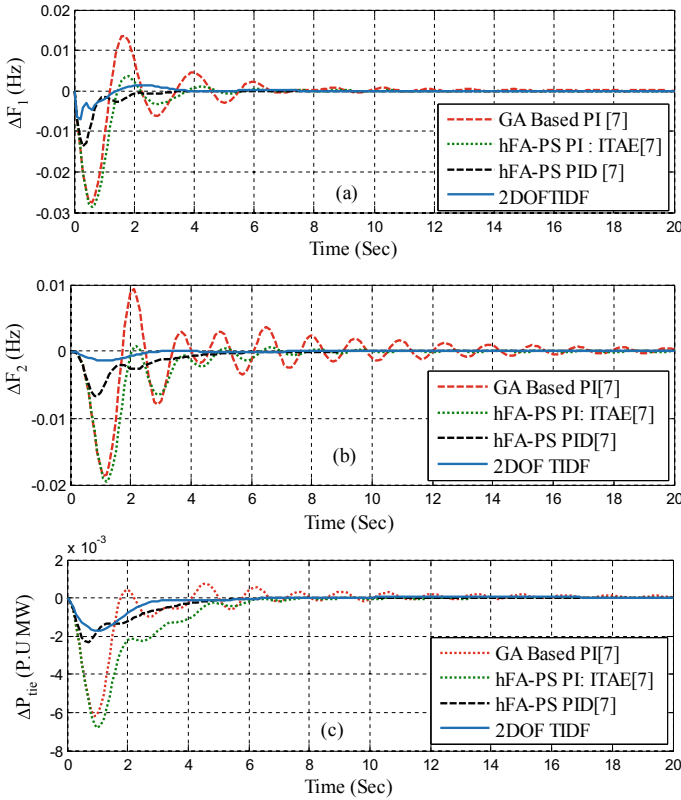 0.02
0.01
0
-0.01
-0.02
-0.03
ΔF1 (Hz)
GA Based PI [7]
hFA-PS PI : ITAE[7]
hFA-PS PID [7]
2DOFTIDF
(a)
0 2 4 6 8 10 12 14 16 18 20
Time (Sec)
0.01
0
-0.01
-0.02
ΔF2 (Hz)
GA Based PI[7]
hFA-PS PI: ITAE[7]
hFA-PS PID[7]
2DOF TIDF
(b)
0 2 4 6 8 10 12 14 16 18 20
Time (Sec)
x 10-3
2
0
-2
-4
-6
-8
ΔPtie (P U MW)
GA Based PI[7]
hFA-PS PI: ITAE[7]
hFA-PS PID[7]
2DOF TIDF
(c)
0 2 4 6 8 10 12 14 16 18 20
Time (Sec)